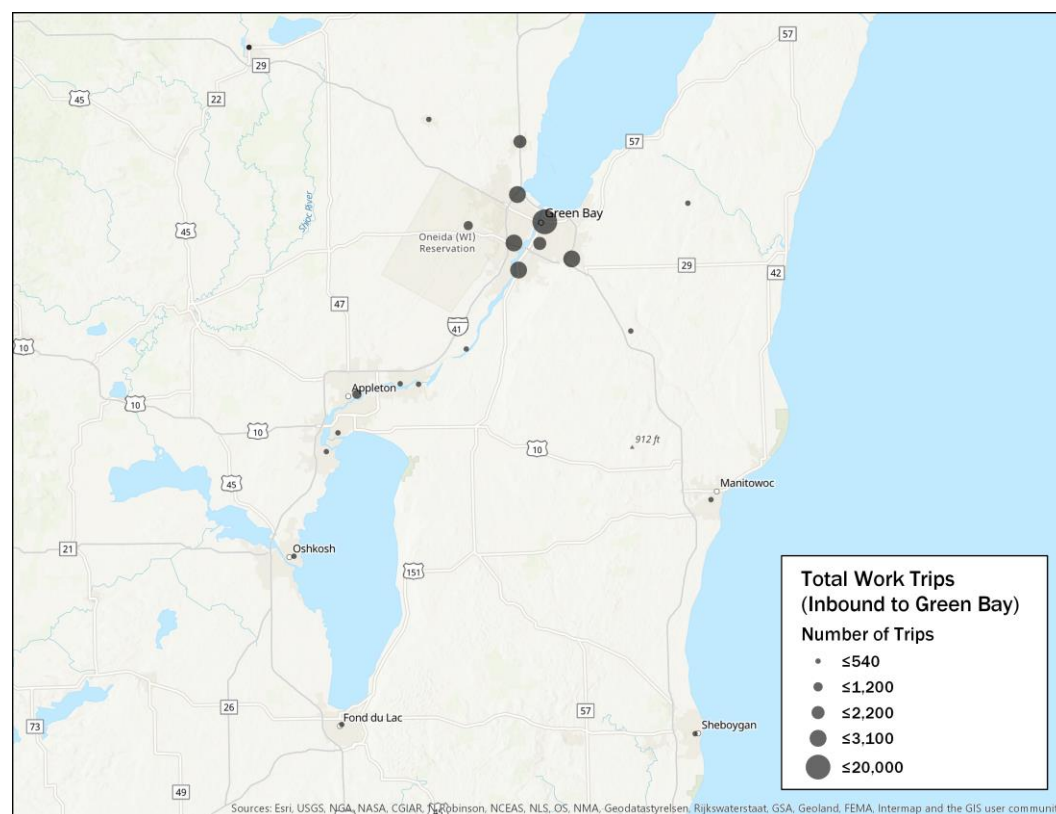 57
29
45
22
57
Green Bay
Shioc River
Oneida (WI)
Reservation
45
29
42
47
41
10
Appleton
10
10
10
912 ft
45
Manitowoc
21
Oshkosh
151
Total Work Trips
(Inbound to Green Bay)
Number of Trips
≤540
≤1,200
≤2,200
≤3,100
≤20,000
26
57
Fond du Lac
Sheboygan
73
49
45
Sources: Esri, USGS, NGA, NASA, CGIAR, N Robinson, NCEAS, NLS, OS, NMA, Geodatastyrelsen, Rijkswaterstaat, GSA, Geoland, FEMA, Intermap and the GIS user communit